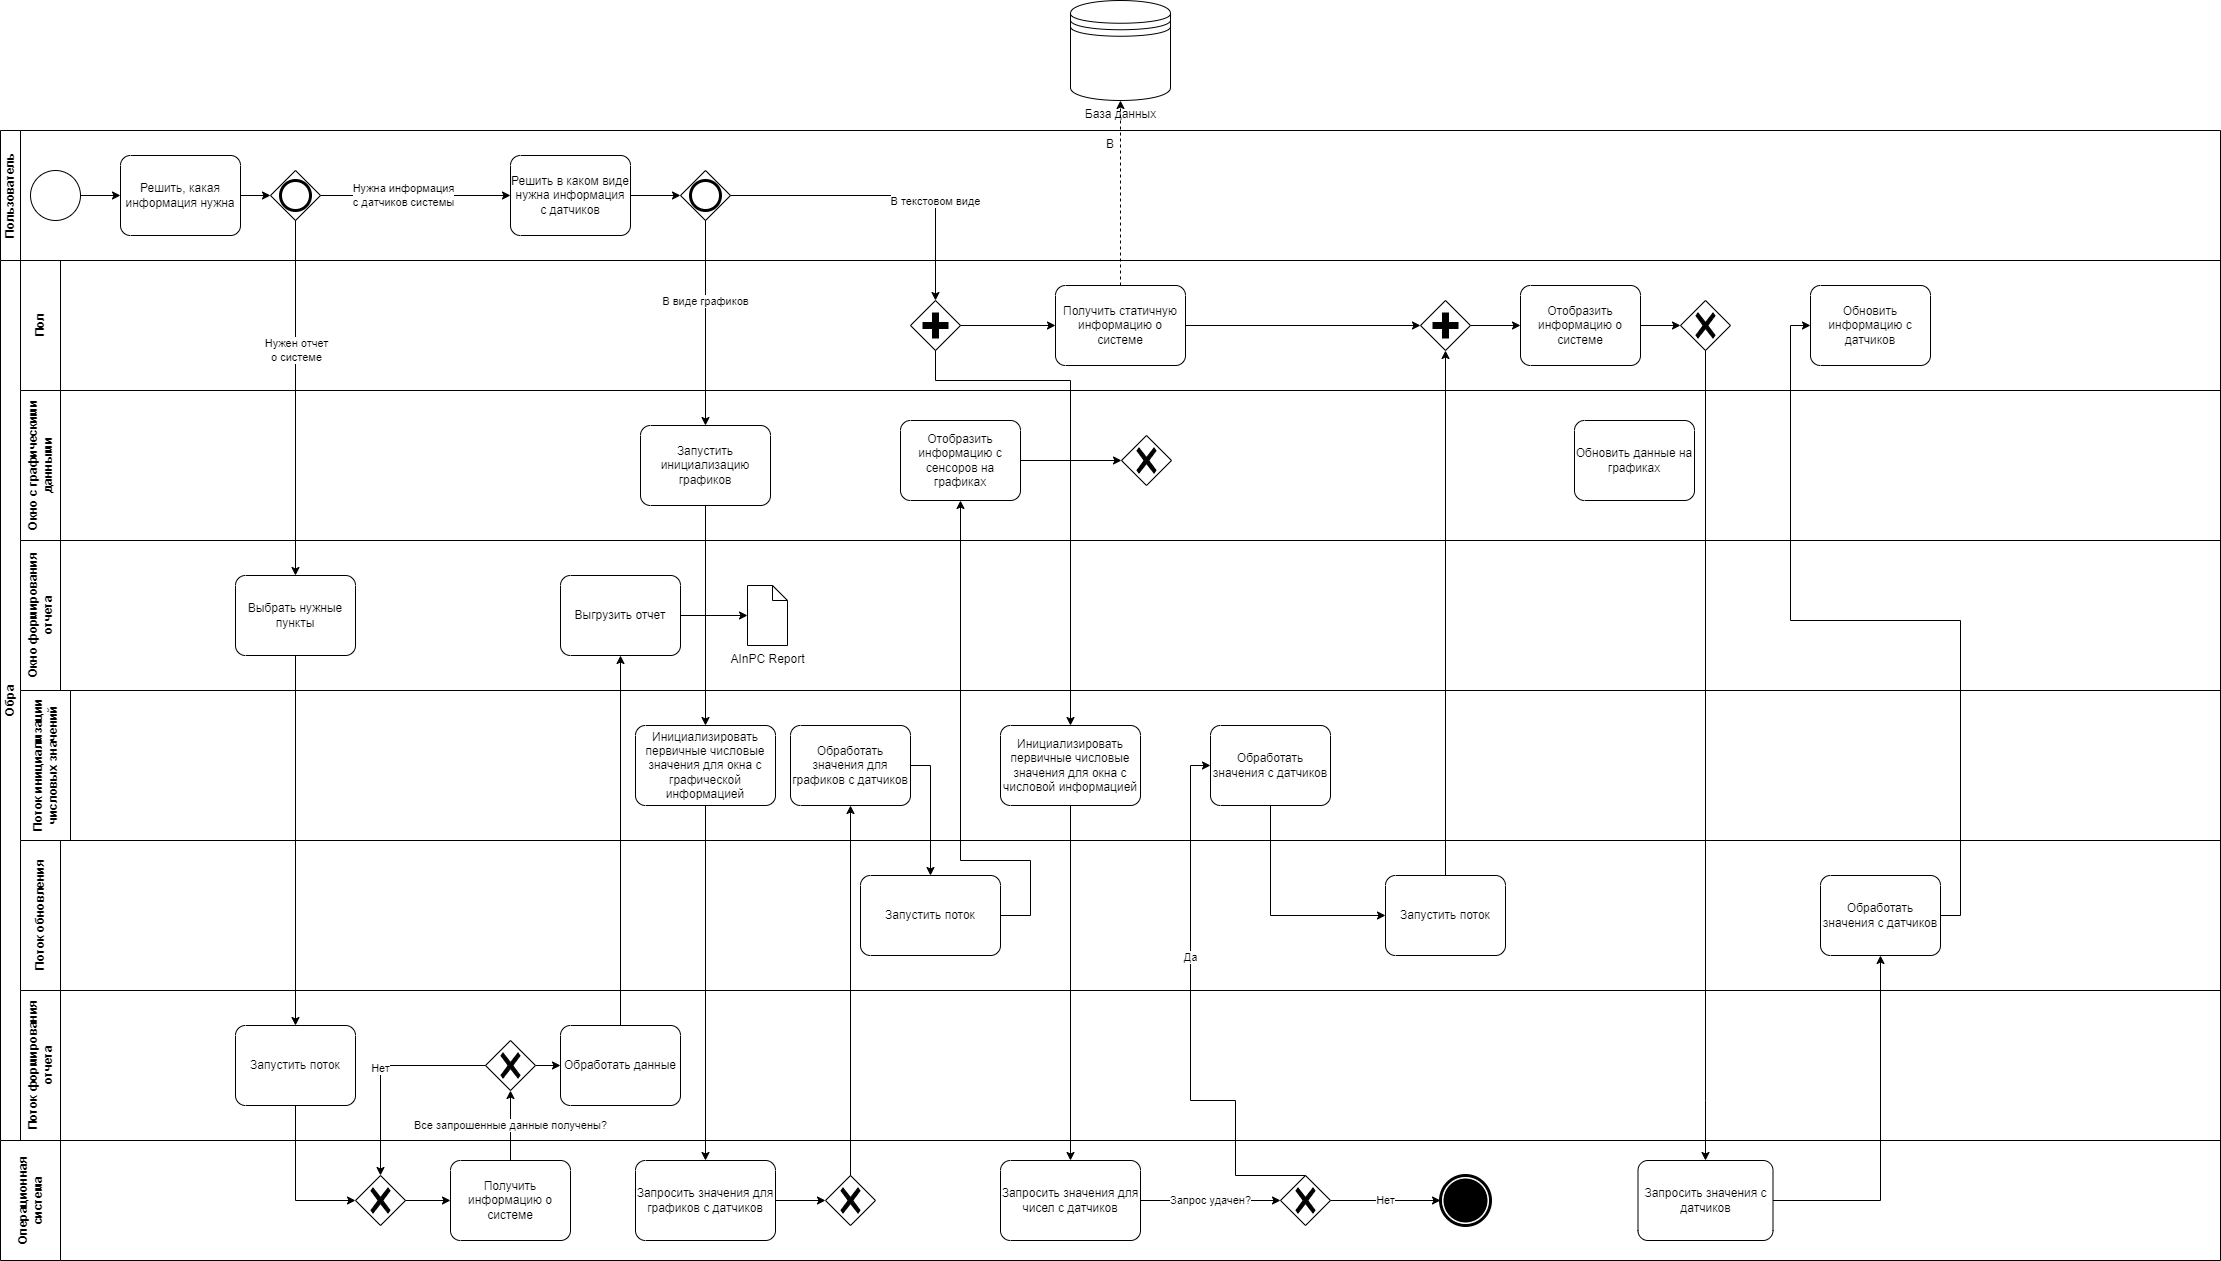 База данных
В
Пользователь
Решить, какая
информация нужна
Нужна информация
с датчиков системы
Решить в каком виде
нужна информация
с датчиков
В текстовом виде
Обра
Пол
В виде графиков
Нужен отчет
о системе
Получить статичную
информацию о
системе
Отобразить
информацию о
системе
Обновить
информацию с
датчиков
Окно с графическими
данными
Запустить
инициализацию
графиков
Отобразить
информацию с
сенсоров на
графиках
Обновить данные на
графиках
Окно формирования
отчета
Выбрать нужные
пункты
Выгрузить отчет
AInPC Report
Поток инициализации
числовых значений
Инициализировать
первичные числовые
значения для окна с
графической
информацией
Обработать
значения для
графиков с датчиков
Инициализировать
первичные числовые
значения для окна с
числовой информацией
Обработать
значения с датчиков
Поток обновления
Запустить поток
Запустить поток
Обработать
значения с датчиков
Да
Поток формирования
отчета
Запустить поток
Нет
Обработать данные
Все запрошенные данные получены?
Операционная
система
Получить
информацию о
системе
Запросить значения для
графиков с датчиков
Запросить значения для
чисел с датчиков
Запрос удачен?
Нет
Запросить значения с
датчиков